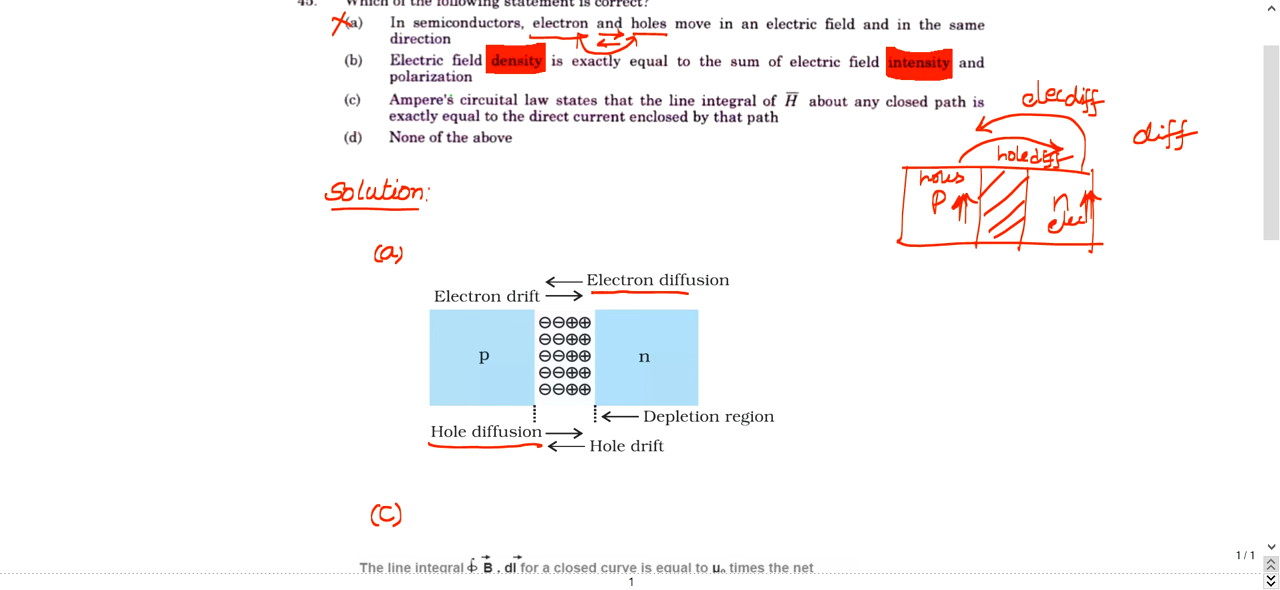 45. Which of the following statement is correct?
(a) In semiconductors, electron and holes move in an electric field and in the same
direction
(b) Electric field density is exactly equal to the sum of electric field intensity and
polarization
(c) Ampere's circuital law states that the line integral of H̅ about any closed path is
exactly equal to the direct current enclosed by that path
(d) None of the above
elec diff
diff
hole diff
holes
P
n
elec
Solution:
(a)
Electron diffusion
Electron drift
⊖⊖⊕⊕
⊖⊖⊕⊕
p ⊖⊖⊕⊕ n
⊖⊖⊕⊕
⊖⊖⊕⊕
Depletion region
Hole diffusion
Hole drift
(C)
The line integral ∮ B⃗ . dl⃗ for a closed curve is equal to μ₀ times the net
1 / 1
1